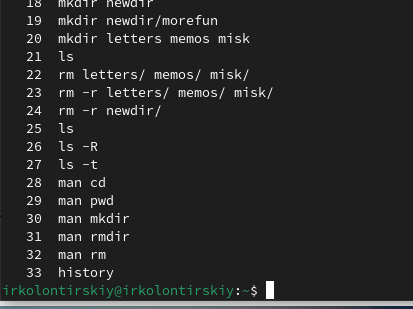 18 mkdir newdir
19 mkdir newdir/morefun
20 mkdir letters memos misk
21 ls
22 rm letters/ memos/ misk/
23 rm -r letters/ memos/ misk/
24 rm -r newdir/
25 ls
26 ls -R
27 ls -t
28 man cd
29 man pwd
30 man mkdir
31 man rmdir
32 man rm
33 history
irkolontirskiy@irkolontirskiy:~$